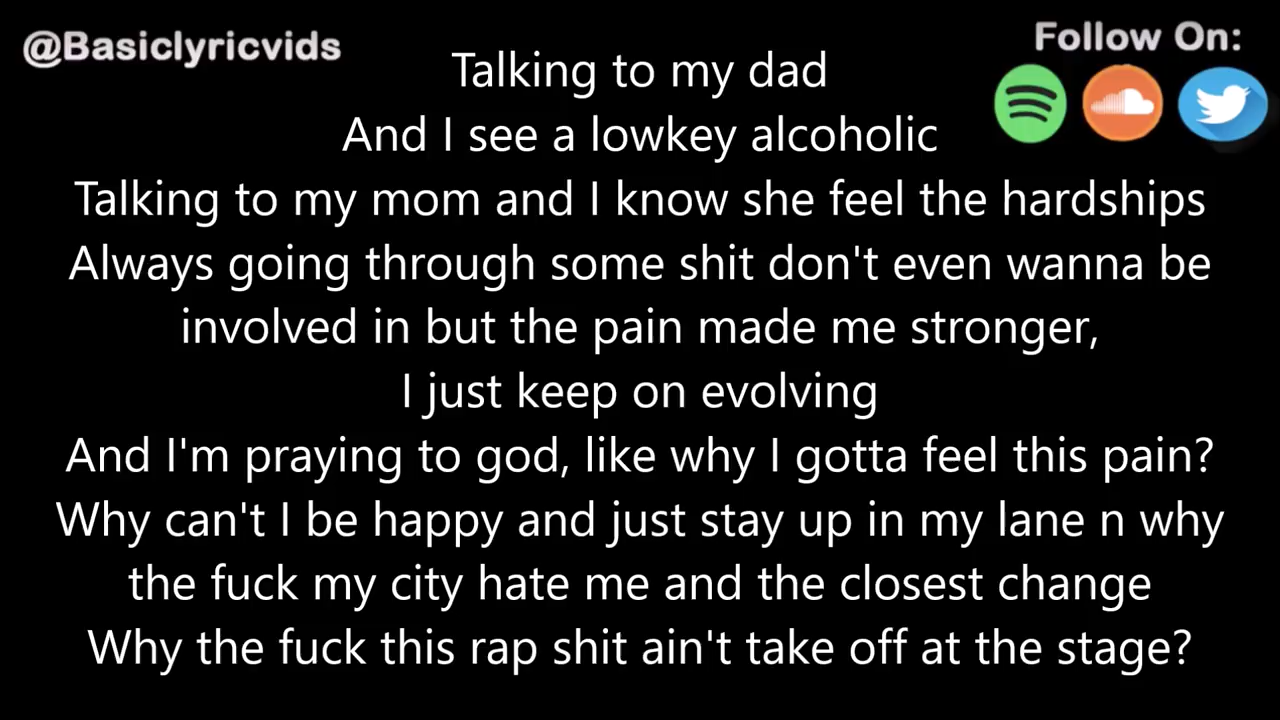 @Basiclyricvids
Follow On:
Talking to my dad
And I see a lowkey alcoholic
Talking to my mom and I know she feel the hardships
Always going through some shit don't even wanna be
involved in but the pain made me stronger,
I just keep on evolving
And I'm praying to god, like why I gotta feel this pain?
Why can't I be happy and just stay up in my lane n why
the fuck my city hate me and the closest change
Why the fuck this rap shit ain't take off at the stage?